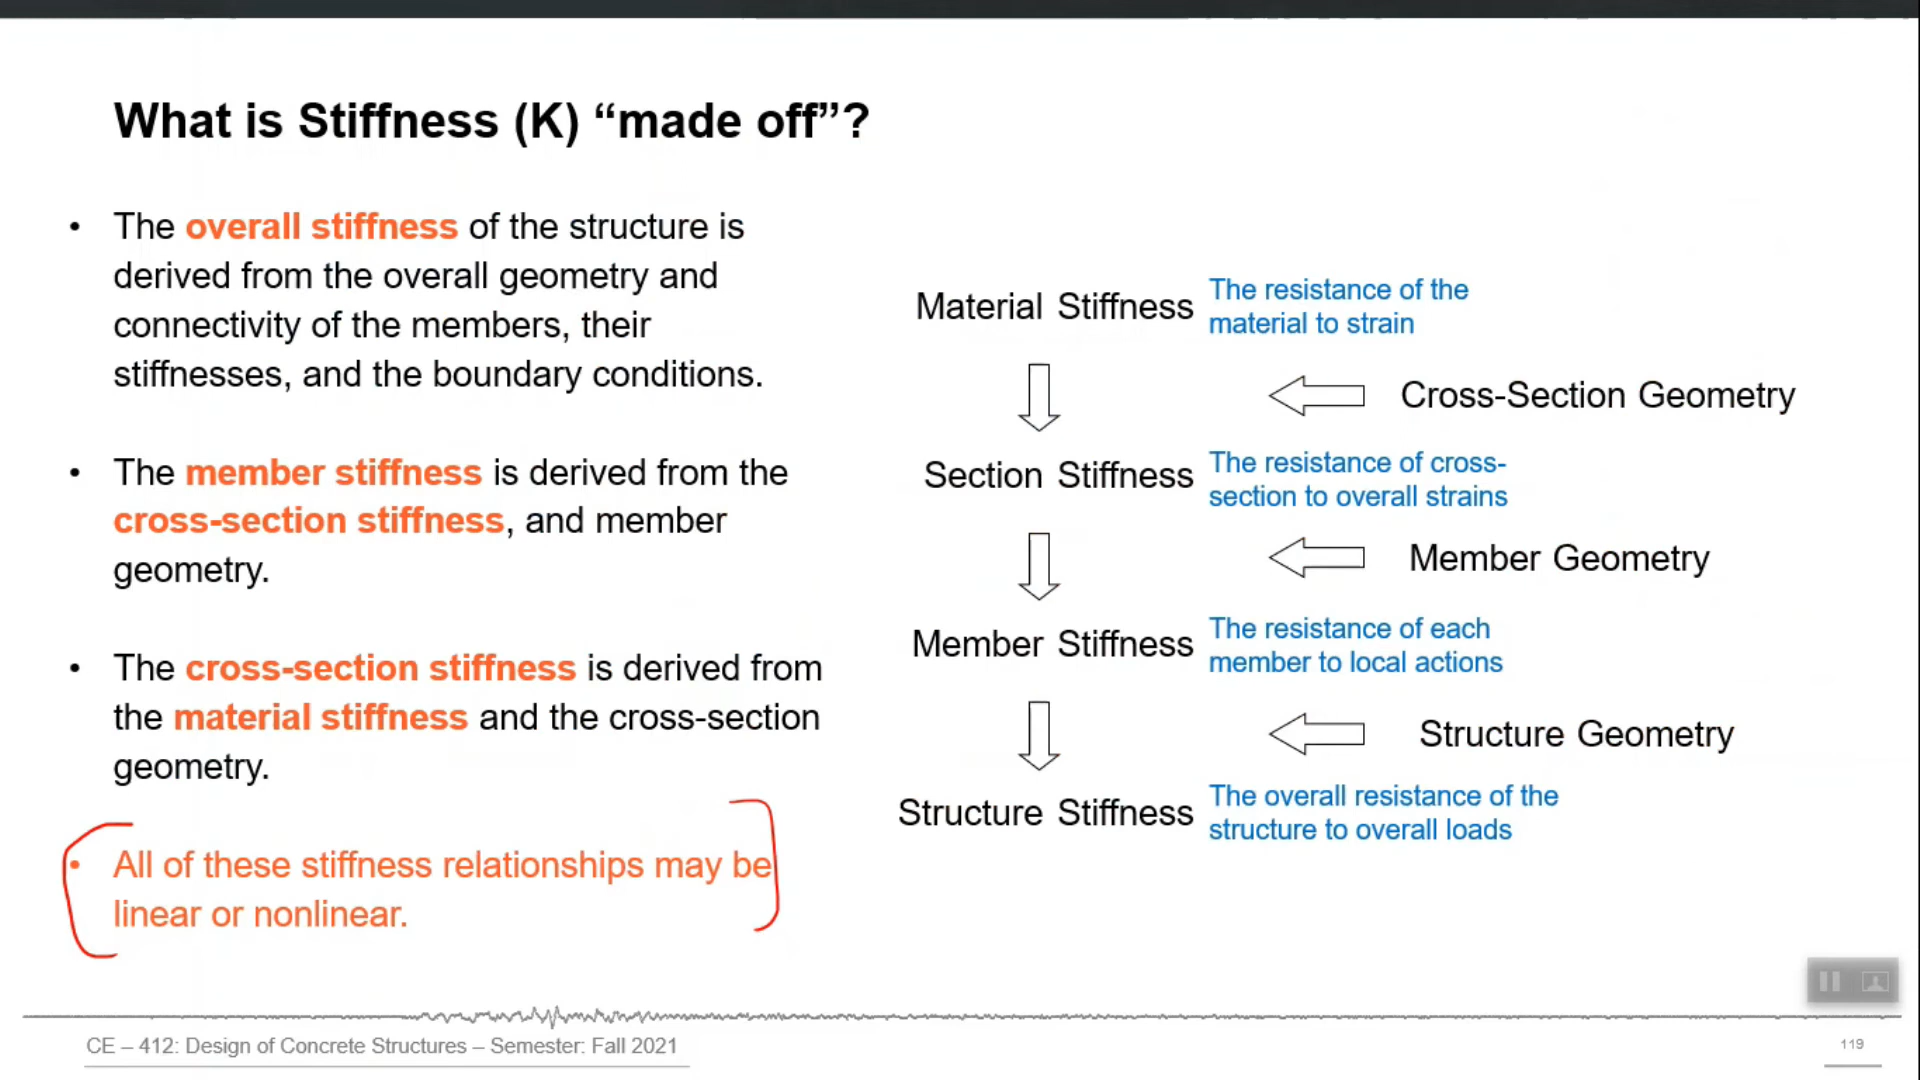 What is Stiffness (K) “made off”?
• The overall stiffness of the structure is
derived from the overall geometry and
connectivity of the members, their
stiffnesses, and the boundary conditions.
• The member stiffness is derived from the
cross-section stiffness, and member
geometry.
• The cross-section stiffness is derived from
the material stiffness and the cross-section
geometry.
• All of these stiffness relationships may be
linear or nonlinear.
Material Stiffness
The resistance of the
material to strain
Cross-Section Geometry
Section Stiffness
The resistance of cross-
section to overall strains
Member Geometry
Member Stiffness
The resistance of each
member to local actions
Structure Geometry
Structure Stiffness
The overall resistance of the
structure to overall loads
CE – 412: Design of Concrete Structures – Semester: Fall 2021
119